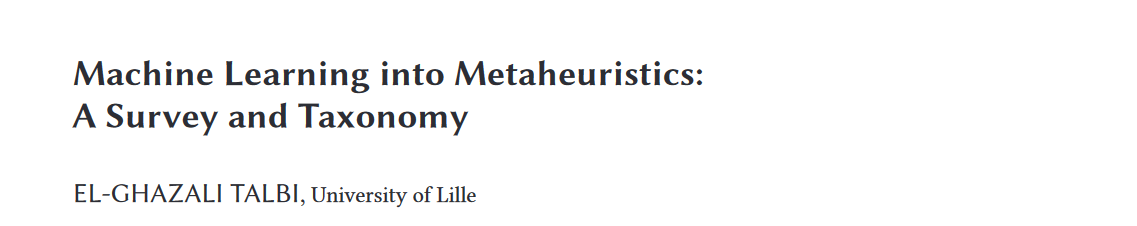 Machine Learning into Metaheuristics:
A Survey and Taxonomy
EL-GHAZALI TALBI, University of Lille